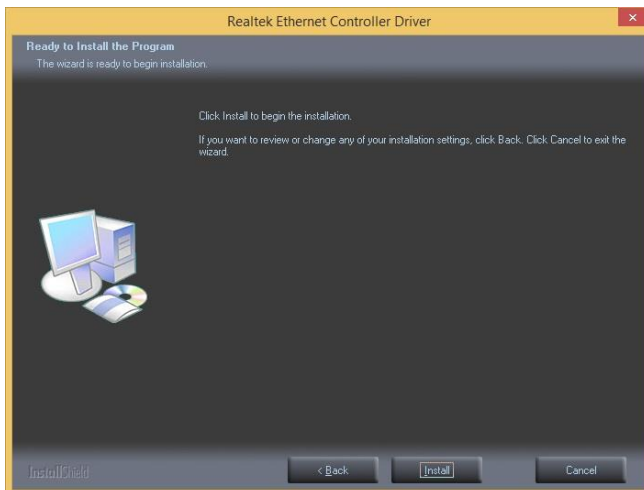 Realtek Ethernet Controller Driver
Ready to Install the Program
The wizard is ready to begin installation.
Click Install to begin the installation.
If you want to review or change any of your installation settings, click Back. Click Cancel to exit the
wizard.
InstallShield
< Back
Install
Cancel